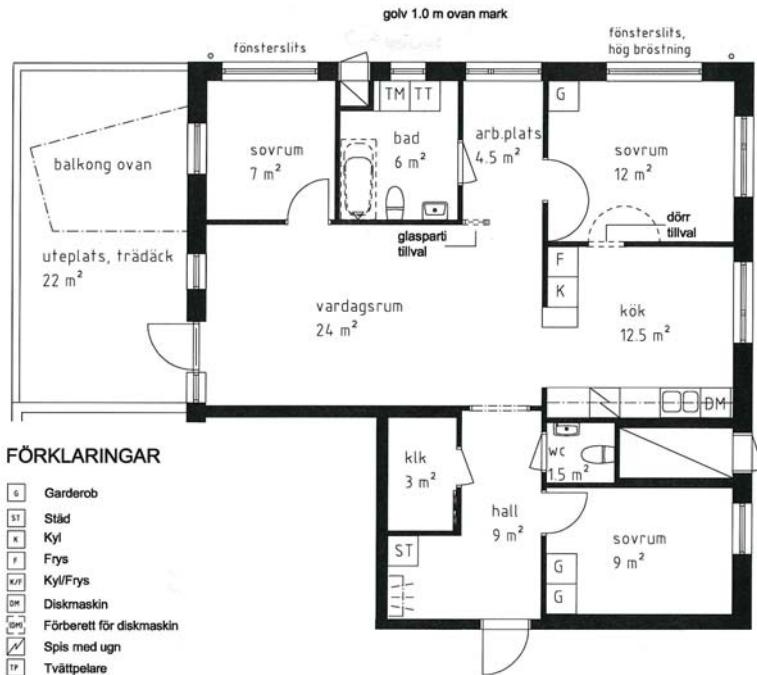 golv 1.0 m ovan mark
fönsterslits
fönsterslits,
hög bröstning
TM
TT
G
sovrum
7 m²
bad
6 m²
arb.plats
4.5 m²
sovrum
12 m²
balkong ovan
dörr
tillval
glasparti
tillval
uteplats, trädäck
22 m²
F
K
vardagsrum
24 m²
kök
12.5 m²
DM
FÖRKLARINGAR
klk
3 m²
wc
1.5 m²
hall
9 m²
sovrum
9 m²
ST
G
G
G Garderob
ST Städ
K Kyl
F Frys
K/F Kyl/Frys
DM Diskmaskin
(DM) Förberett för diskmaskin
Spis med ugn
TP Tvättpelare